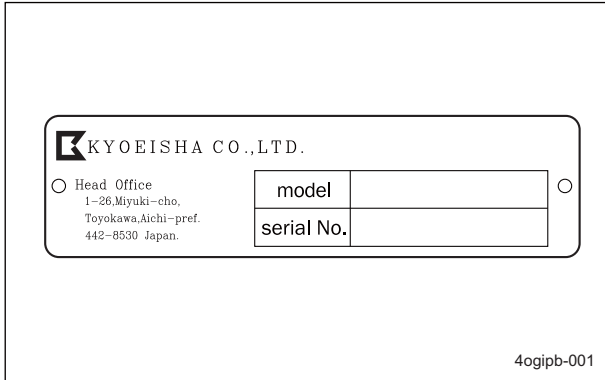 KYOEISHA CO.,LTD.
Head Office
1-26,Miyuki-cho,
Toyokawa,Aichi-pref.
442-8530 Japan.
model
serial No.
4ogipb-001